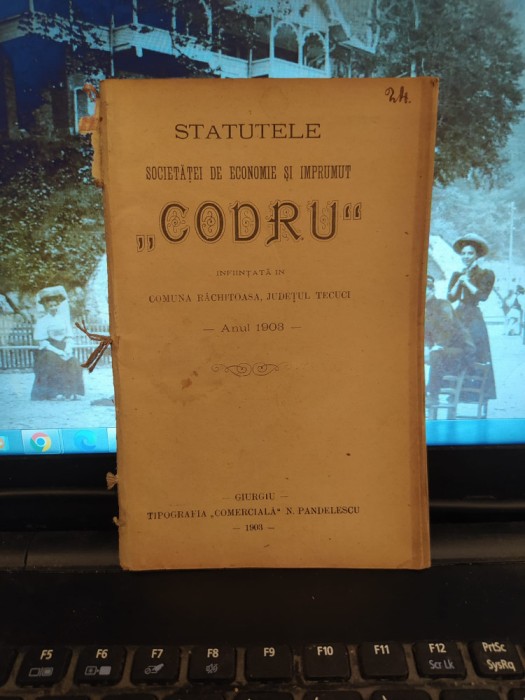 24.
STATUTELE
SOCIETĂȚEI DE ECONOMIE ȘI IMPRUMUT
„CODRU“
INFIINȚATĂ IN
COMUNA RĂCHITOASA, JUDEȚUL TECUCI
— Anul 1903 —
— GIURGIU —
TIPOGRAFIA „COMERCIALĂ“ N. PANDELESCU
— 1903 —
F5 F6 F7 F8 F9 F10 F11 F12 PrtSc
Scr Lk SysRq